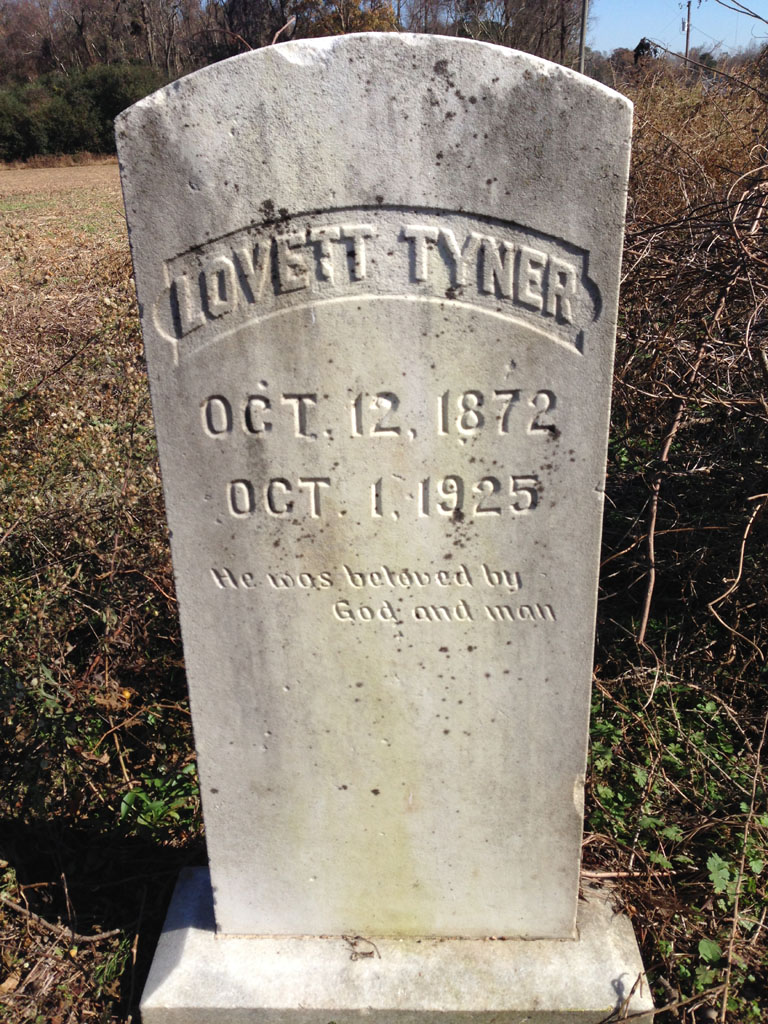 LOVETT TYNER
OCT. 12, 1872
OCT. 1, 1925
He was beloved by
God and man